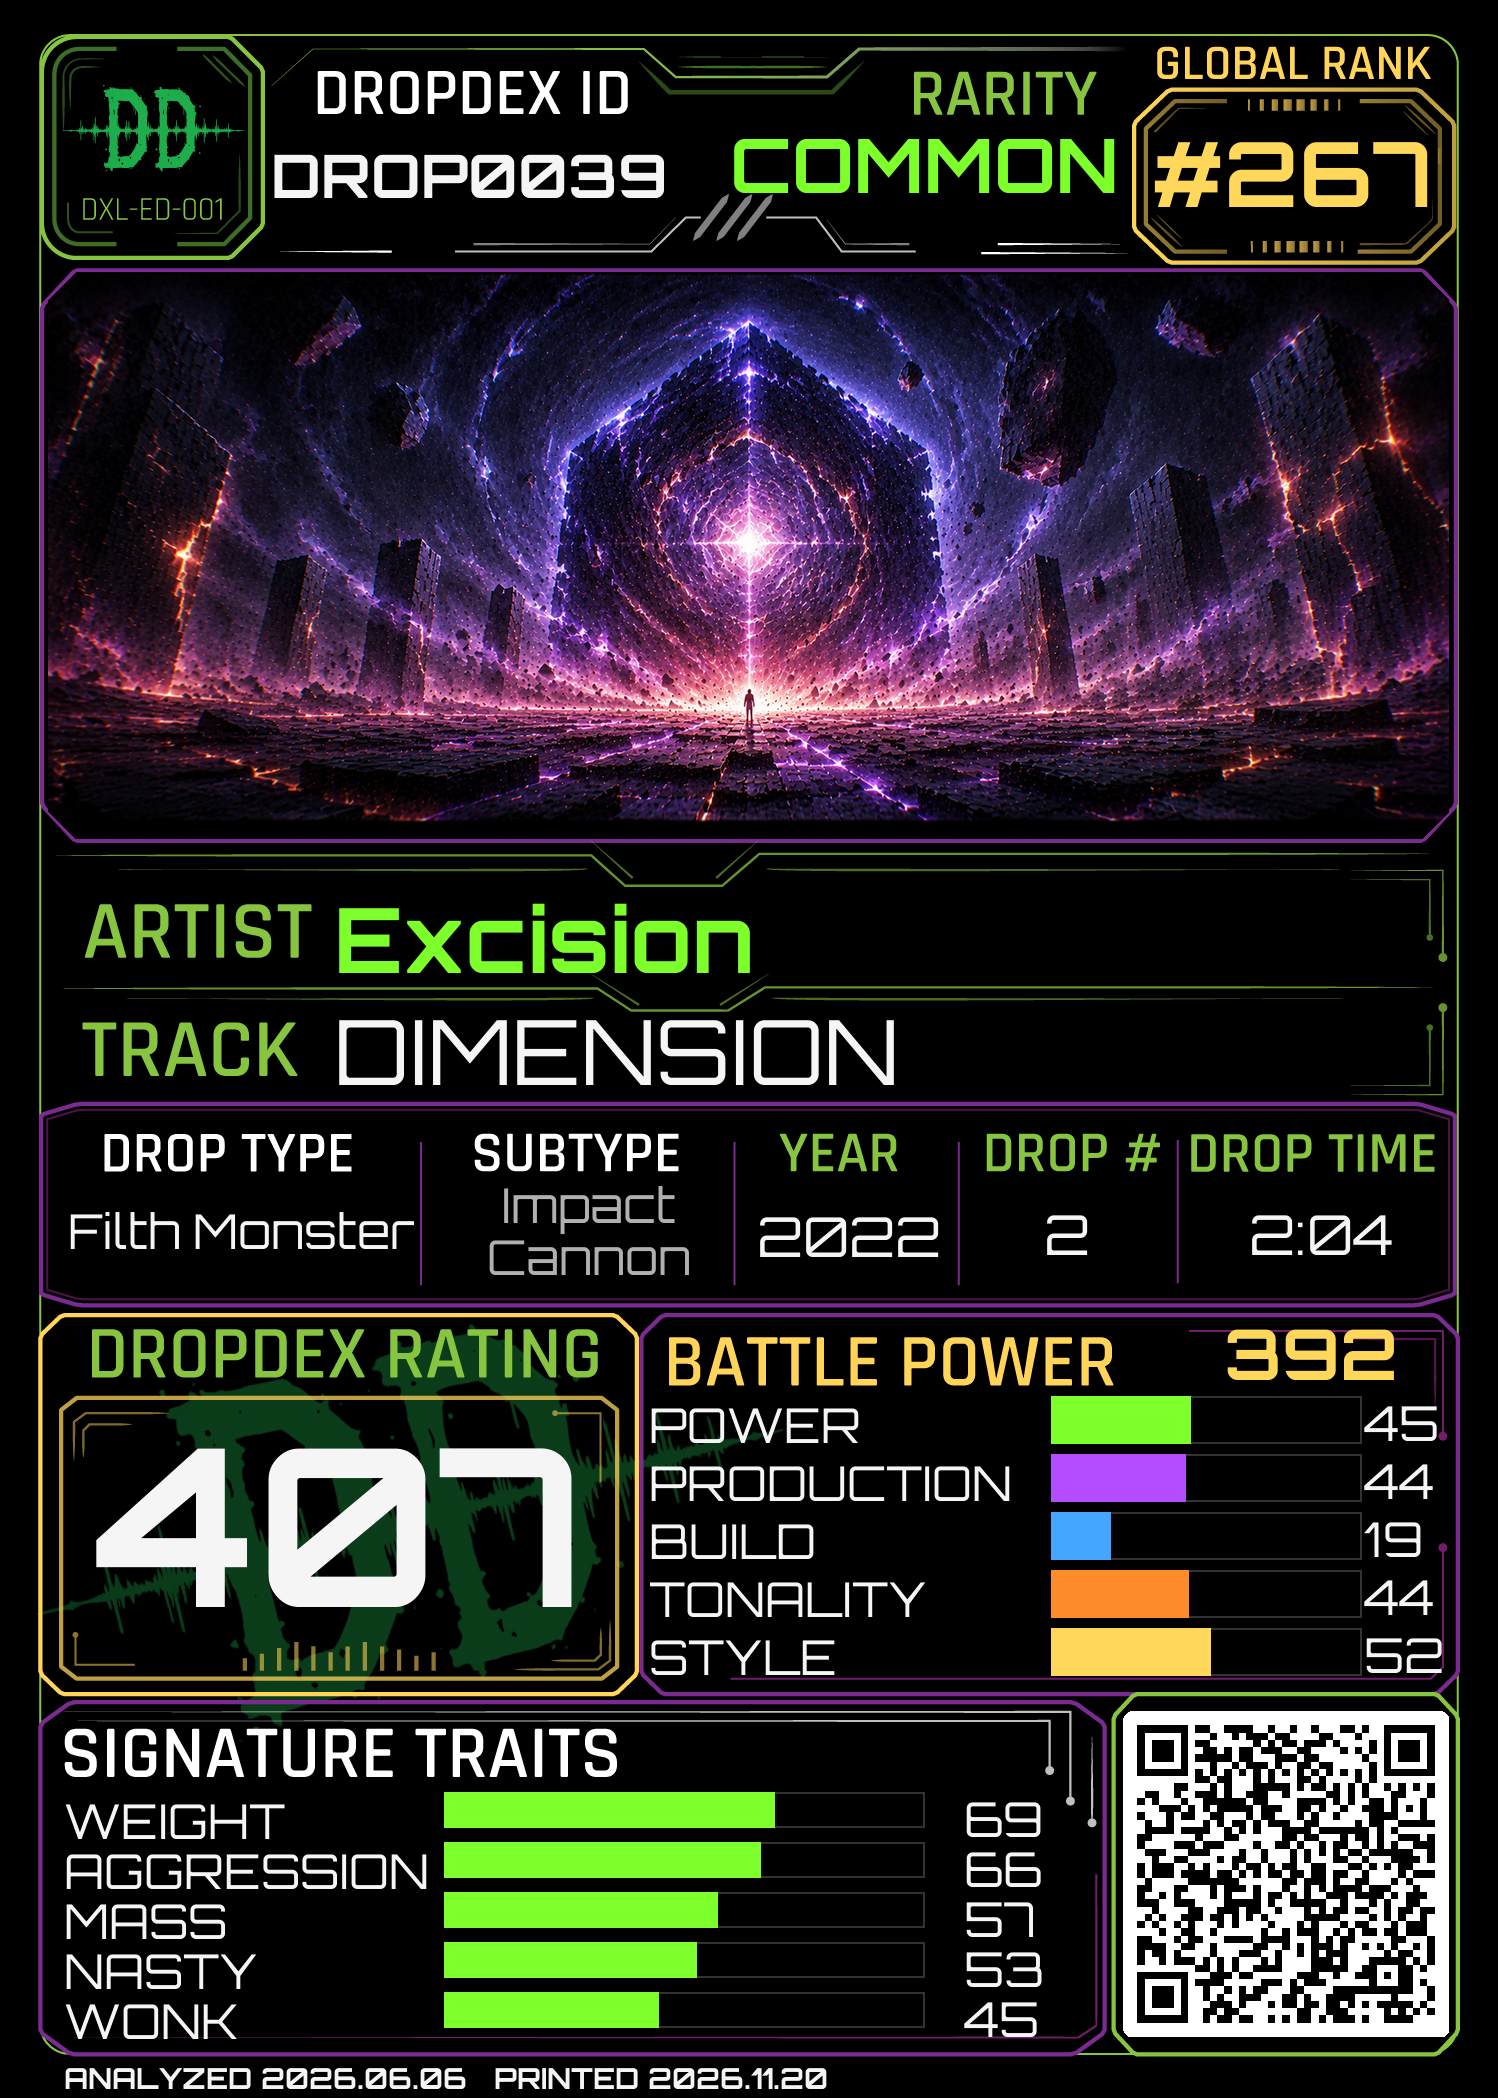 DD
DXL-ED-001
DROPDEX ID
DROP0039
RARITY
COMMON
GLOBAL RANK
#267
ARTIST Excision
TRACK DIMENSION
DROP TYPE
Filth Monster
SUBTYPE
Impact
Cannon
YEAR
2022
DROP #
2
DROP TIME
2:04
DROPDEX RATING
407
BATTLE POWER 392
POWER 45
PRODUCTION 44
BUILD 19
TONALITY 44
STYLE 52
SIGNATURE TRAITS
WEIGHT 69
AGGRESSION 66
MASS 57
NASTY 53
WONK 45
ANALYZED 2026.06.06 PRINTED 2026.11.20